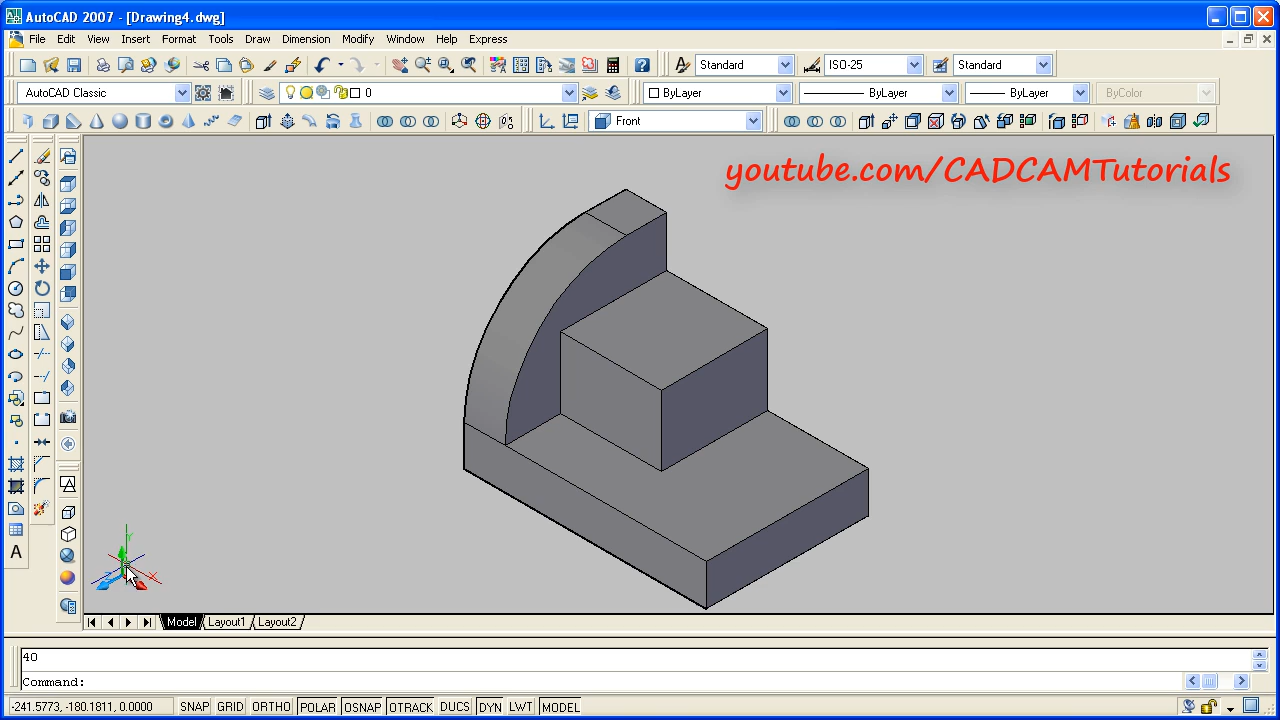 AutoCAD 2007 - [Drawing4.dwg]
File Edit View Insert Format Tools Draw Dimension Modify Window Help Express
Standard ISO-25 Standard
AutoCAD Classic 0 ByLayer ByLayer ByLayer ByColor
Front
youtube.com/CADCAMTutorials
Y
Z X
A
Model Layout1 Layout2
40
Command:
-241.5773, -180.1811, 0.0000 SNAP GRID ORTHO POLAR OSNAP OTRACK DUCS DYN LWT MODEL